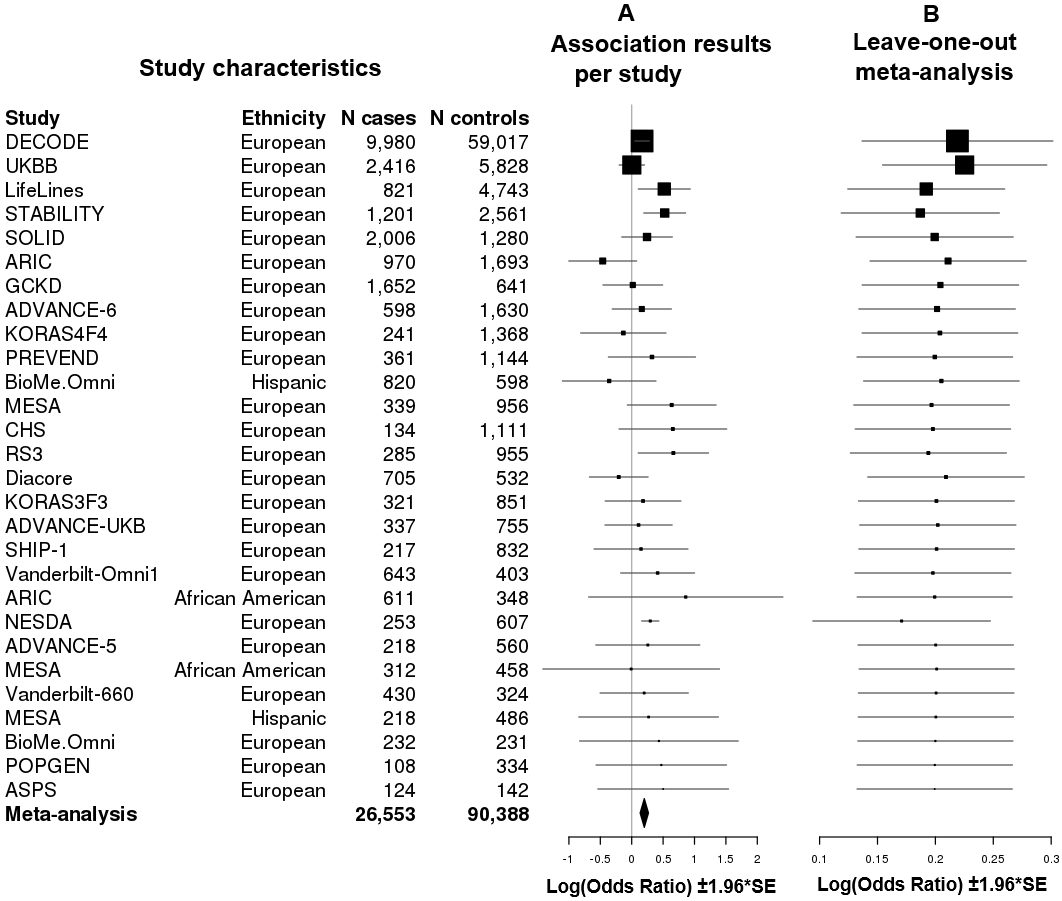 A
B
Association results
per study
Leave-one-out
meta-analysis
Study characteristics
Study Ethnicity N cases N controls
DECODE European 9,980 59,017
UKBB European 2,416 5,828
LifeLines European 821 4,743
STABILITY European 1,201 2,561
SOLID European 2,006 1,280
ARIC European 970 1,693
GCKD European 1,652 641
ADVANCE-6 European 598 1,630
KORAS4F4 European 241 1,368
PREVEND European 361 1,144
BioMe.Omni Hispanic 820 598
MESA European 339 956
CHS European 134 1,111
RS3 European 285 955
Diacore European 705 532
KORAS3F3 European 321 851
ADVANCE-UKB European 337 755
SHIP-1 European 217 832
Vanderbilt-Omni1 European 643 403
ARIC African American 611 348
NESDA European 253 607
ADVANCE-5 European 218 560
MESA African American 312 458
Vanderbilt-660 European 430 324
MESA Hispanic 218 486
BioMe.Omni European 232 231
POPGEN European 108 334
ASPS European 124 142
Meta-analysis 26,553 90,388
-1 -0.5 0 0.5 1 1.5 2
0.1 0.15 0.2 0.25 0.3
Log(Odds Ratio) ±1.96*SE
Log(Odds Ratio) ±1.96*SE